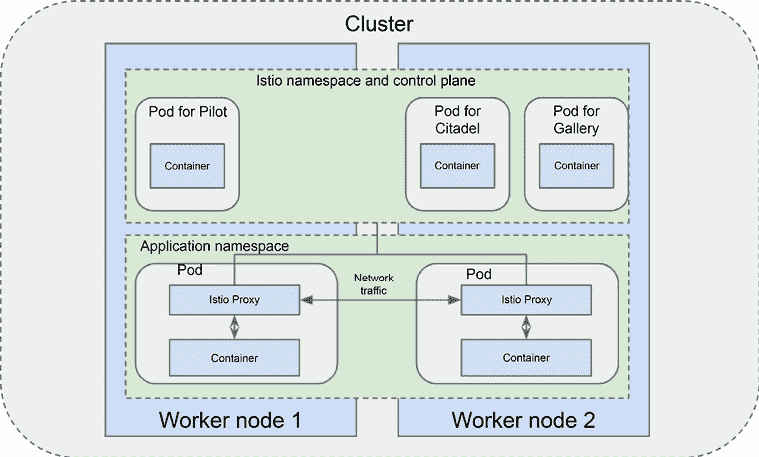 Cluster
Istio namespace and control plane
Pod for Pilot
Container
Pod for
Citadel
Container
Pod for
Gallery
Container
Application namespace
Pod
Istio Proxy
Container
Network
traffic
Pod
Istio Proxy
Container
Worker node 1
Worker node 2